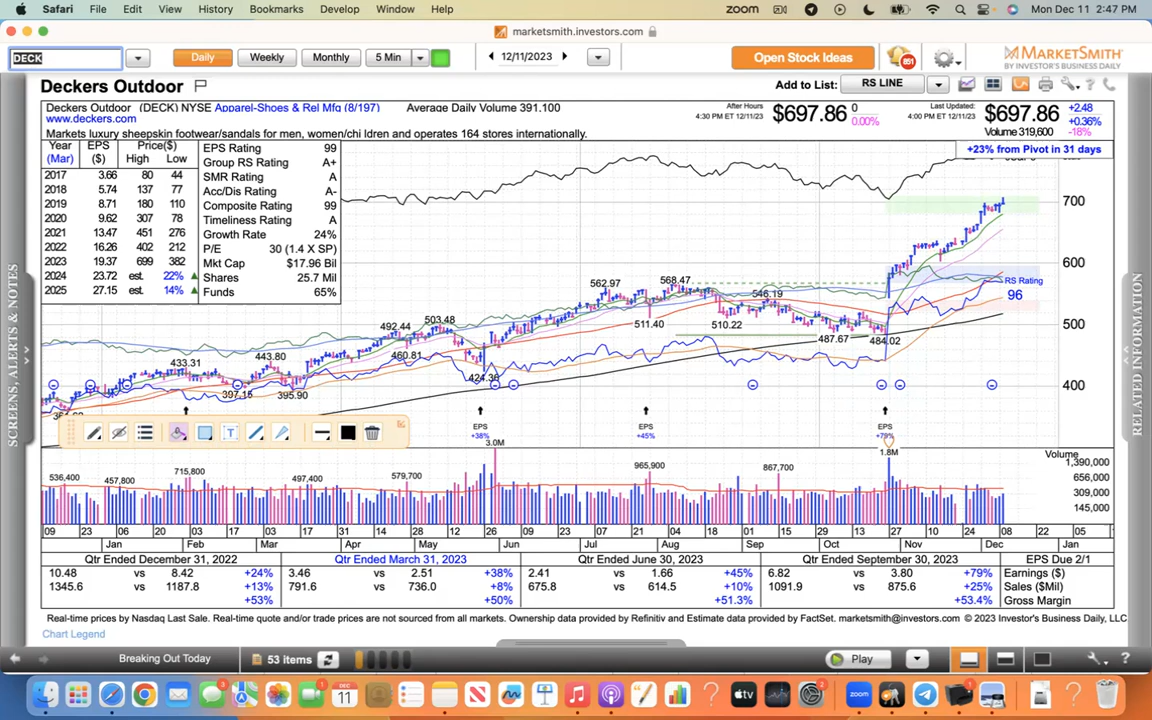 Safari File Edit View History Bookmarks Develop Window Help zoom Mon Dec 11 2:47 PM
marketsmith.investors.com
DECK Daily Weekly Monthly 5 Min 12/11/2023 Open Stock Ideas 851 MARKETSMITH
BY INVESTOR'S BUSINESS DAILY
Deckers Outdoor Add to List: RS LINE
Deckers Outdoor (DECK) NYSE Apparel-Shoes & Rel Mfg (8/197) Average Daily Volume 391,100
www.deckers.com
Markets luxury sheepskin footwear/sandals for men, women/chi ldren and operates 164 stores internationally.
After Hours
4:30 PM ET 12/11/23 $697.86 0
0.00%
Last Updated:
4:00 PM ET 12/11/23 $697.86 +2.48
+0.36%
Volume 319,600 -18%
+23% from Pivot in 31 days
Year EPS Price($)
(Mar) ($) High Low
2017 3.66 80 44
2018 5.74 137 77
2019 8.71 180 110
2020 9.62 307 78
2021 13.47 451 276
2022 16.26 402 212
2023 19.37 699 382
2024 23.72 est. 22%
2025 27.15 est. 14%
EPS Rating 99
Group RS Rating A+
SMR Rating A
Acc/Dis Rating A-
Composite Rating 99
Timeliness Rating A
Growth Rate 24%
P/E 30 (1.4 X SP)
Mkt Cap $17.96 Bil
Shares 25.7 Mil
Funds 65%
700
600
500
400
RS Rating
96
562.97 568.47 546.19
492.44 503.48 511.40 510.22
487.67 484.02
433.31 443.80 460.81 424.36
397.15 395.90
EPS EPS EPS
+38% +45% +79%
3.0M 1.8M
Volume
1,390,000
656,000
309,000
145,000
536,400 457,800 715,800 497,400 579,700 965,900 867,700
09 23 06 20 03 17 03 17 31 14 28 12 26 09 23 07 21 04 18 01 15 29 13 27 10 24 08 22 05
Jan Feb Mar Apr May Jun Jul Aug Sep Oct Nov Dec Jan
Qtr Ended December 31, 2022 Qtr Ended March 31, 2023 Qtr Ended June 30, 2023 Qtr Ended September 30, 2023 EPS Due 2/1
10.48 vs 8.42 +24% 3.46 vs 2.51 +38% 2.41 vs 1.66 +45% 6.82 vs 3.80 +79% Earnings ($)
1345.6 vs 1187.8 +13% 791.6 vs 736.0 +8% 675.8 vs 614.5 +10% 1091.9 vs 875.6 +25% Sales ($Mil)
+53% +50% +51.3% +53.4% Gross Margin
Real-time prices by Nasdaq Last Sale. Real-time quote and/or trade prices are not sourced from all markets. Ownership data provided by Refinitiv and Estimate data provided by FactSet. marketsmith@investors.com © 2023 Investor's Business Daily, LLC
Chart Legend
Breaking Out Today 53 items Play
SCREENS, ALERTS & NOTES
RELATED INFORMATION
DEC
11
zoom
tv